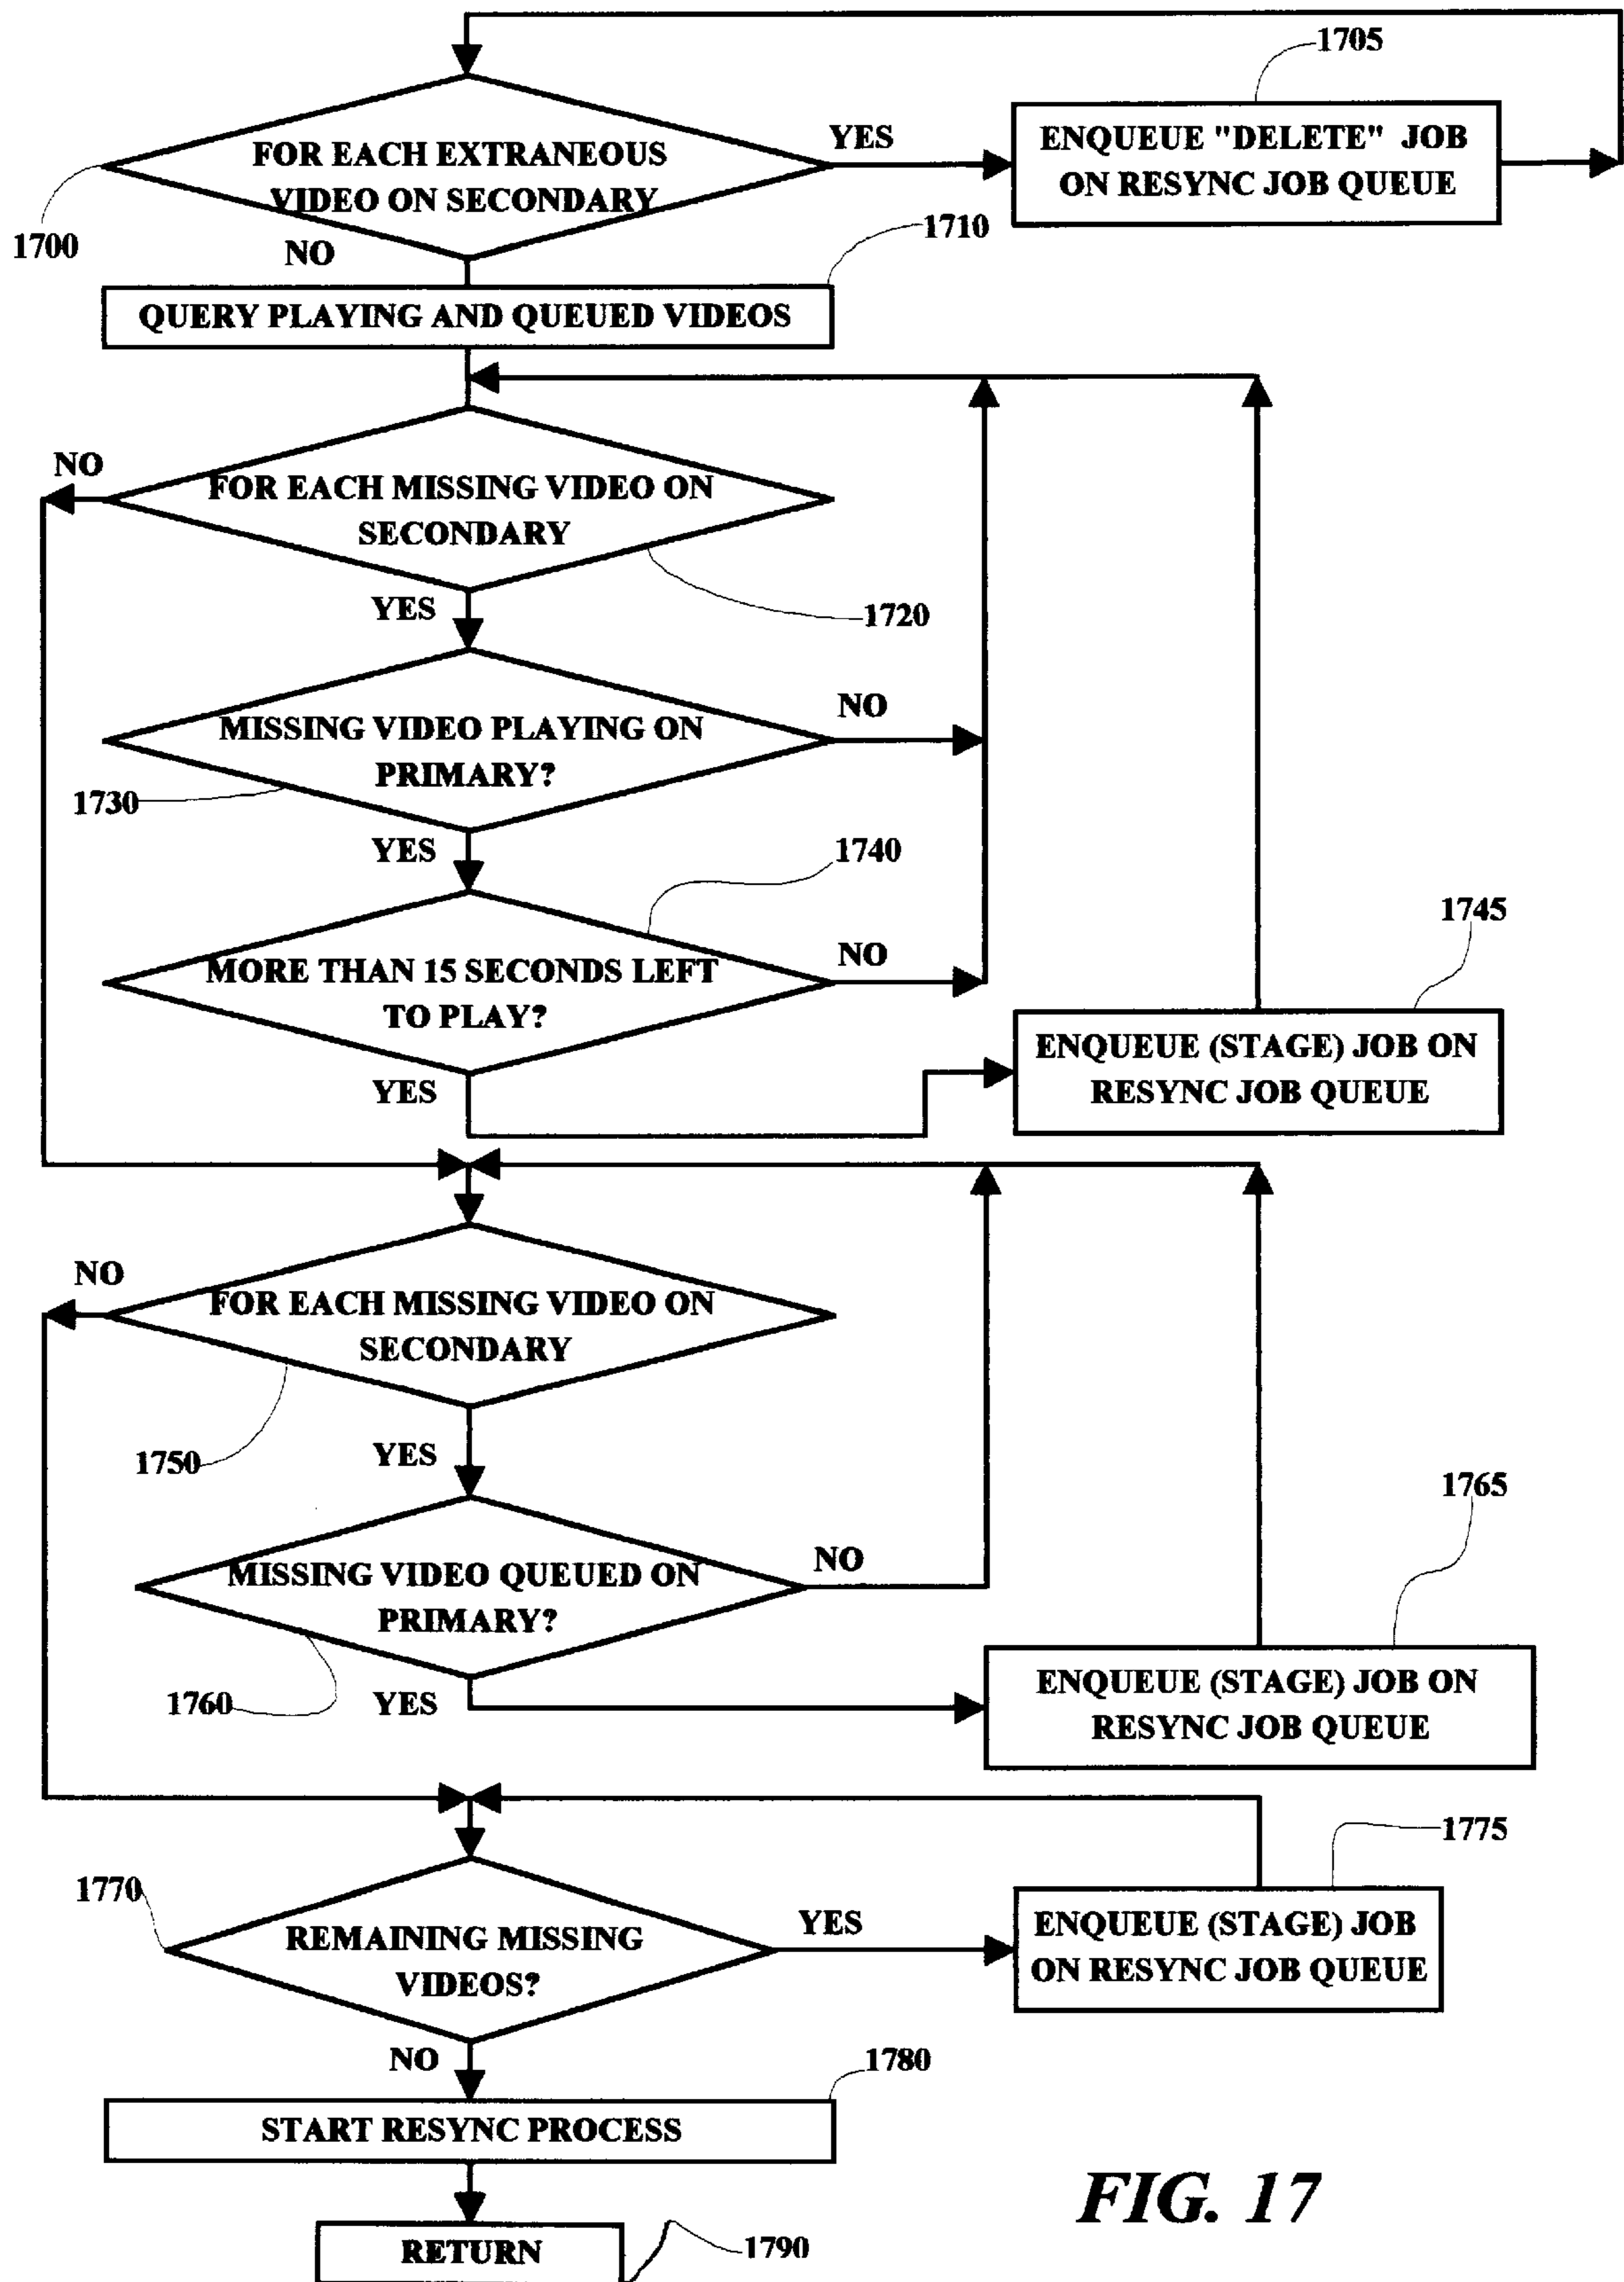 1705
FOR EACH EXTRANEOUS
VIDEO ON SECONDARY
YES
ENQUEUE "DELETE" JOB
ON RESYNC JOB QUEUE
1700
NO
1710
QUERY PLAYING AND QUEUED VIDEOS
NO
FOR EACH MISSING VIDEO ON
SECONDARY
YES
1720
MISSING VIDEO PLAYING ON
PRIMARY?
NO
1730
YES
1740
MORE THAN 15 SECONDS LEFT
TO PLAY?
NO
1745
ENQUEUE (STAGE) JOB ON
RESYNC JOB QUEUE
YES
NO
FOR EACH MISSING VIDEO ON
SECONDARY
1750
YES
MISSING VIDEO QUEUED ON
PRIMARY?
NO
1765
1760
YES
ENQUEUE (STAGE) JOB ON
RESYNC JOB QUEUE
1770
REMAINING MISSING
VIDEOS?
YES
1775
ENQUEUE (STAGE) JOB
ON RESYNC JOB QUEUE
NO
1780
START RESYNC PROCESS
RETURN
1790
FIG. 17